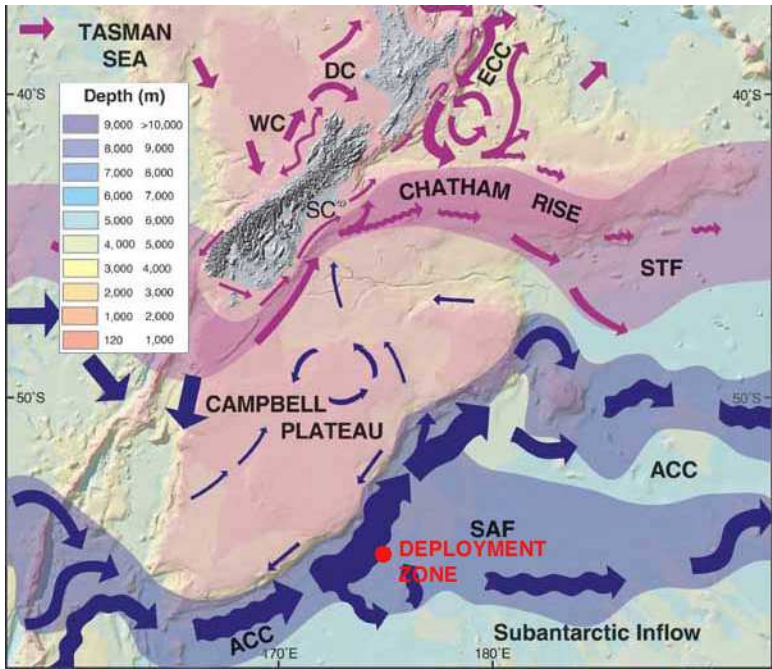 TASMAN
SEA
DC
ECC
40°S
40°S
Depth (m)
9,000 >10,000
8,000 9,000
7,000 8,000
6,000 7,000
5,000 6,000
4,000 5,000
3,000 4,000
2,000 3,000
1,000 2,000
120 1,000
WC
SC
CHATHAM RISE
STF
50°S
50°S
CAMPBELL
PLATEAU
ACC
SAF
DEPLOYMENT
ZONE
ACC
Subantarctic Inflow
170°E
180°E